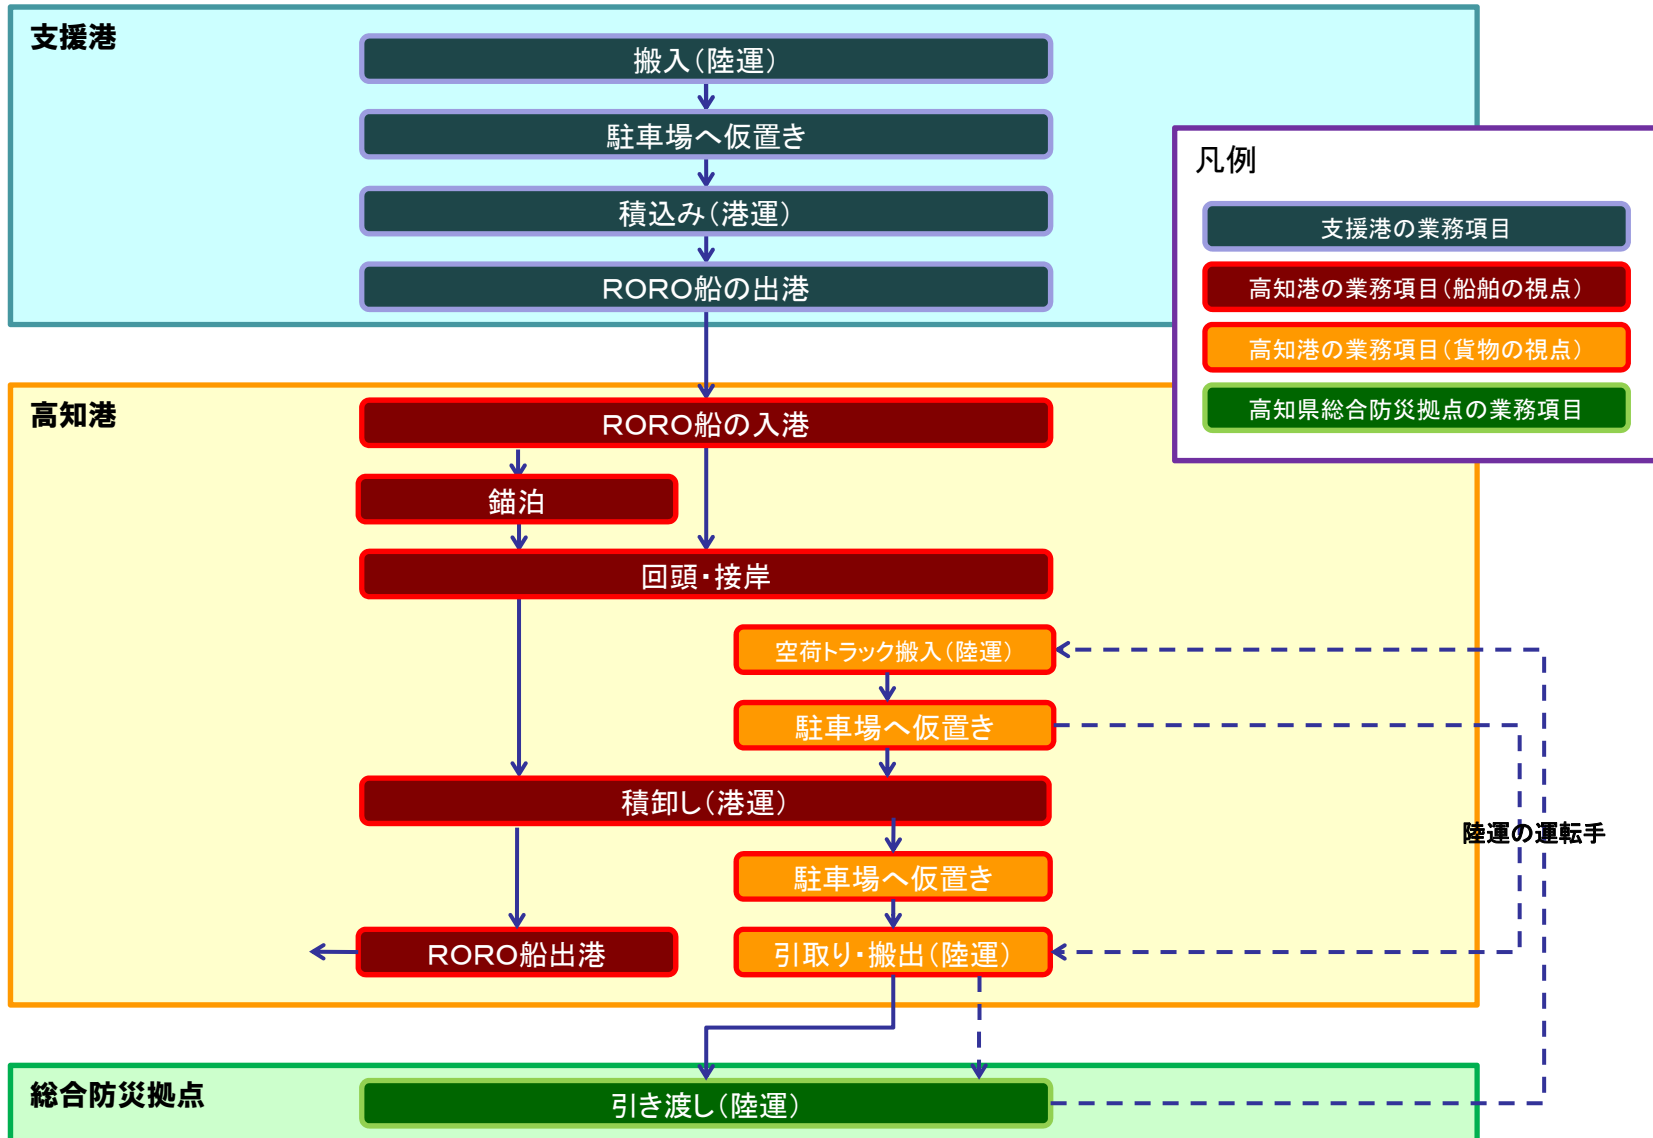 支援港
搬入（陸運）
駐車場へ仮置き
積込み（港運）
ＲＯＲＯ船の出港
凡例
支援港の業務項目
高知港の業務項目（船舶の視点）
高知港の業務項目（貨物の視点）
高知県総合防災拠点の業務項目
高知港
ＲＯＲＯ船の入港
錨泊
回頭・接岸
空荷トラック搬入（陸運）
駐車場へ仮置き
積卸し（港運）
陸運の運転手
駐車場へ仮置き
ＲＯＲＯ船出港
引取り・搬出（陸運）
総合防災拠点
引き渡し（陸運）